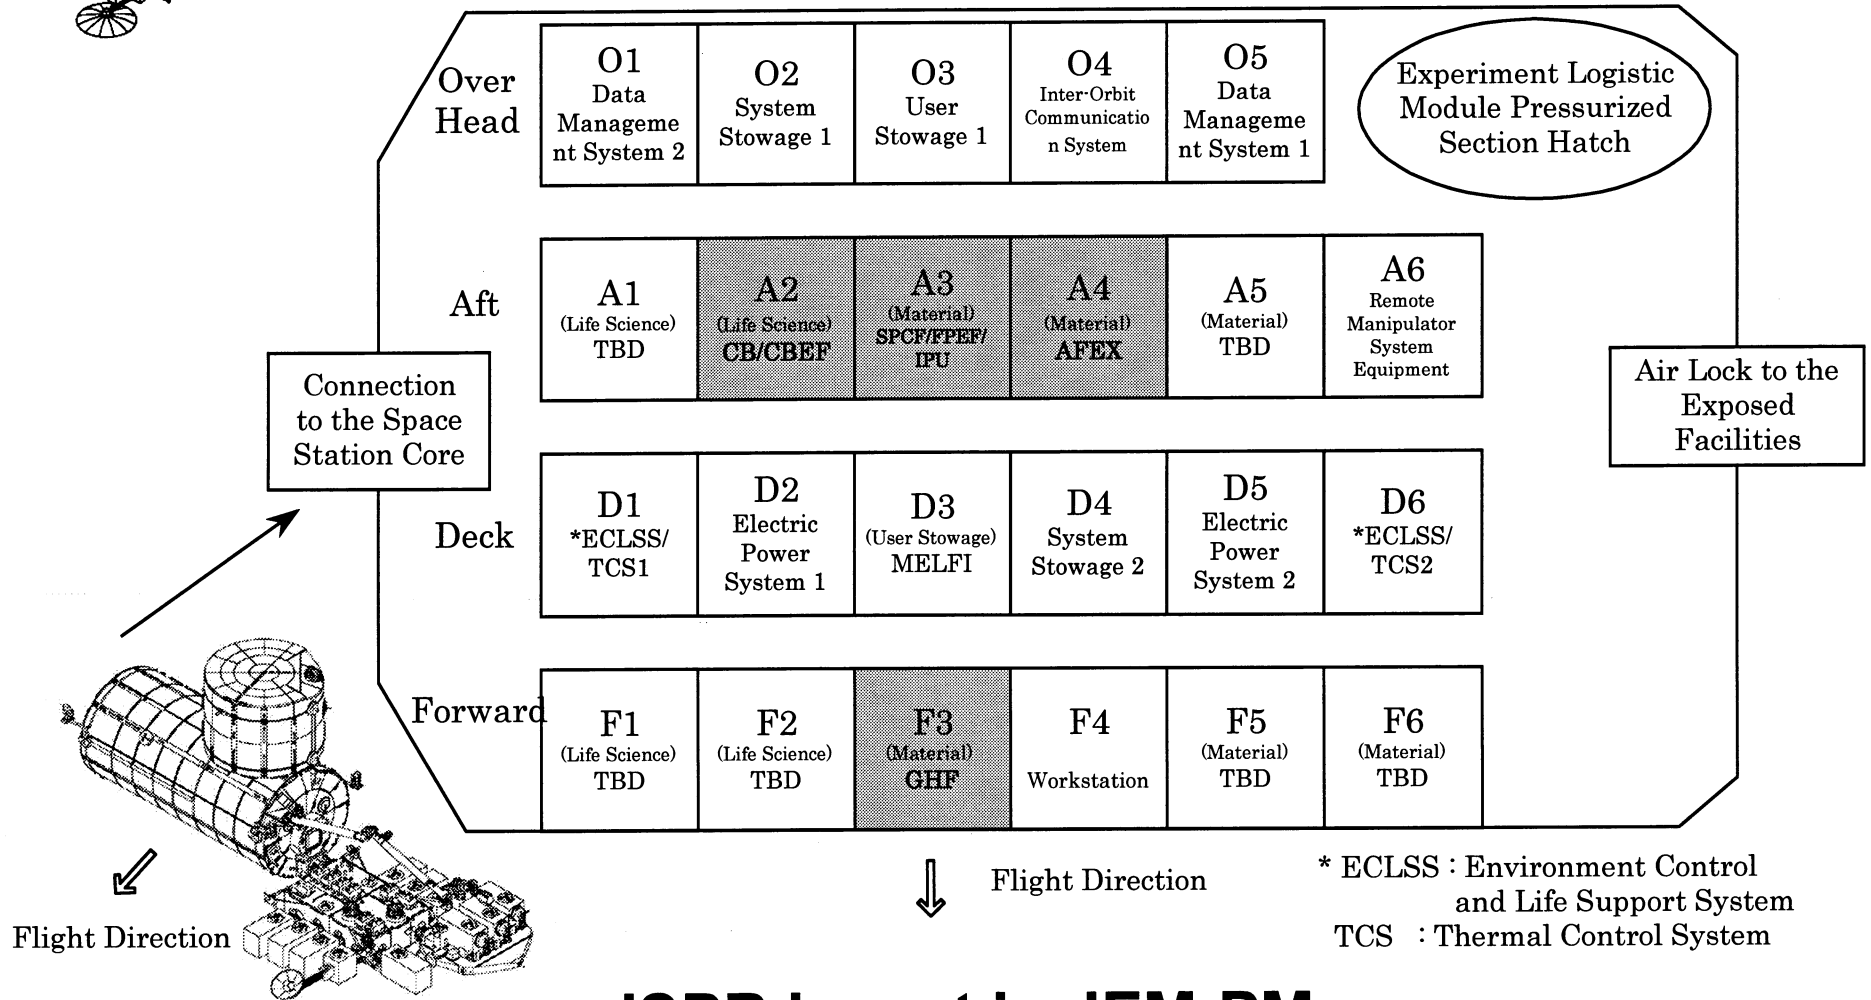 Over
Head
O1
Data
Manageme
nt System 2
O2
System
Stowage 1
O3
User
Stowage 1
O4
Inter-Orbit
Communicatio
n System
O5
Data
Manageme
nt System 1
Experiment Logistic
Module Pressurized
Section Hatch
Aft
A1
(Life Science)
TBD
A2
(Life Science)
CB/CBEF
A3
(Material)
SPCF/FPEF/
IPU
A4
(Material)
AFEX
A5
(Material)
TBD
A6
Remote
Manipulator
System
Equipment
Connection
to the Space
Station Core
Air Lock to the
Exposed
Facilities
Deck
D1
*ECLSS/
TCS1
D2
Electric
Power
System 1
D3
(User Stowage)
MELFI
D4
System
Stowage 2
D5
Electric
Power
System 2
D6
*ECLSS/
TCS2
Forward
F1
(Life Science)
TBD
F2
(Life Science)
TBD
F3
(Material)
GHF
F4
Workstation
F5
(Material)
TBD
F6
(Material)
TBD
Flight Direction
Flight Direction
* ECLSS : Environment Control
and Life Support System
TCS : Thermal Control System